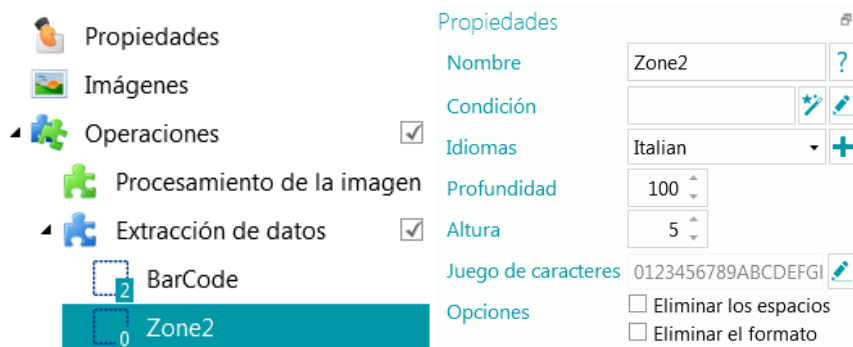 Propiedades
Imágenes
Operaciones
Procesamiento de la imagen
Extracción de datos
2
BarCode
0
Zone2
Propiedades
Nombre Zone2 ?
Condición
Idiomas Italian
Profundidad 100
Altura 5
Juego de caracteres 0123456789ABCDEFGI
Opciones Eliminar los espacios
Eliminar el formato